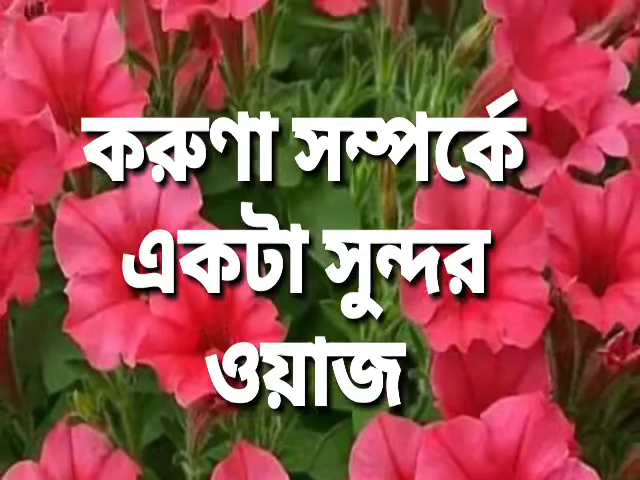 করুণা সম্পর্কে
একটা সুন্দর
ওয়াজ